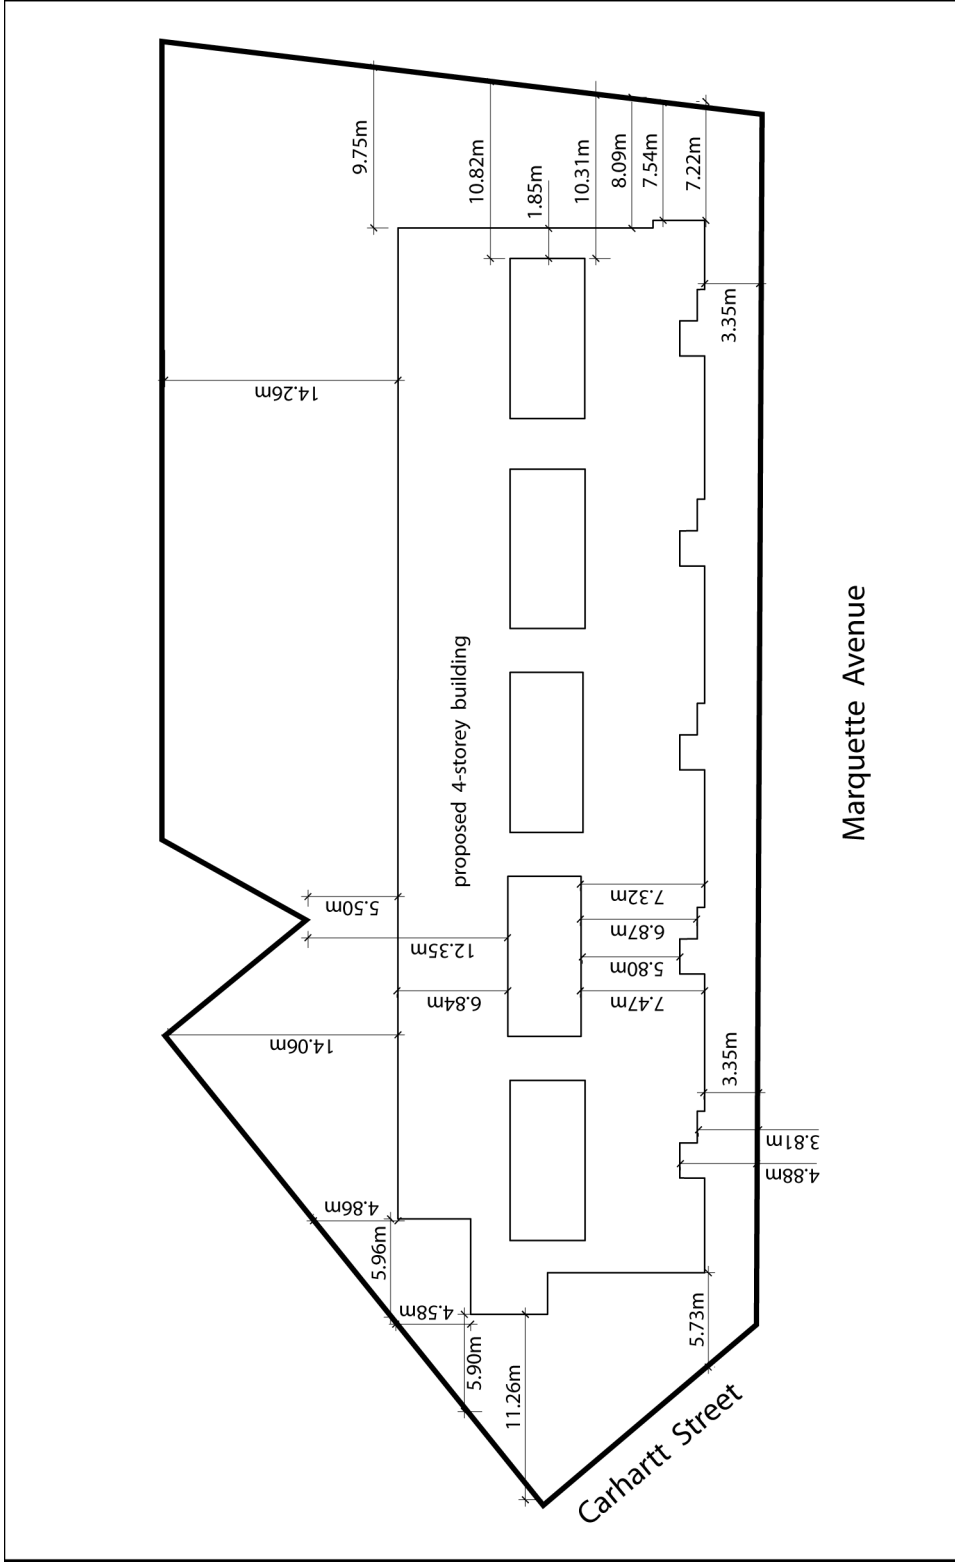 9.75m
10.82m
1.85m
10.31m
8.09m
7.54m
7.22m
3.35m
14.26m
proposed 4-storey building
Marquette Avenue
5.50m
7.32m
6.87m
12.35m
5.80m
6.84m
7.47m
14.06m
3.35m
3.81m
4.88m
4.86m
5.96m
4.58m
5.90m
11.26m
5.73m
Carhartt Street